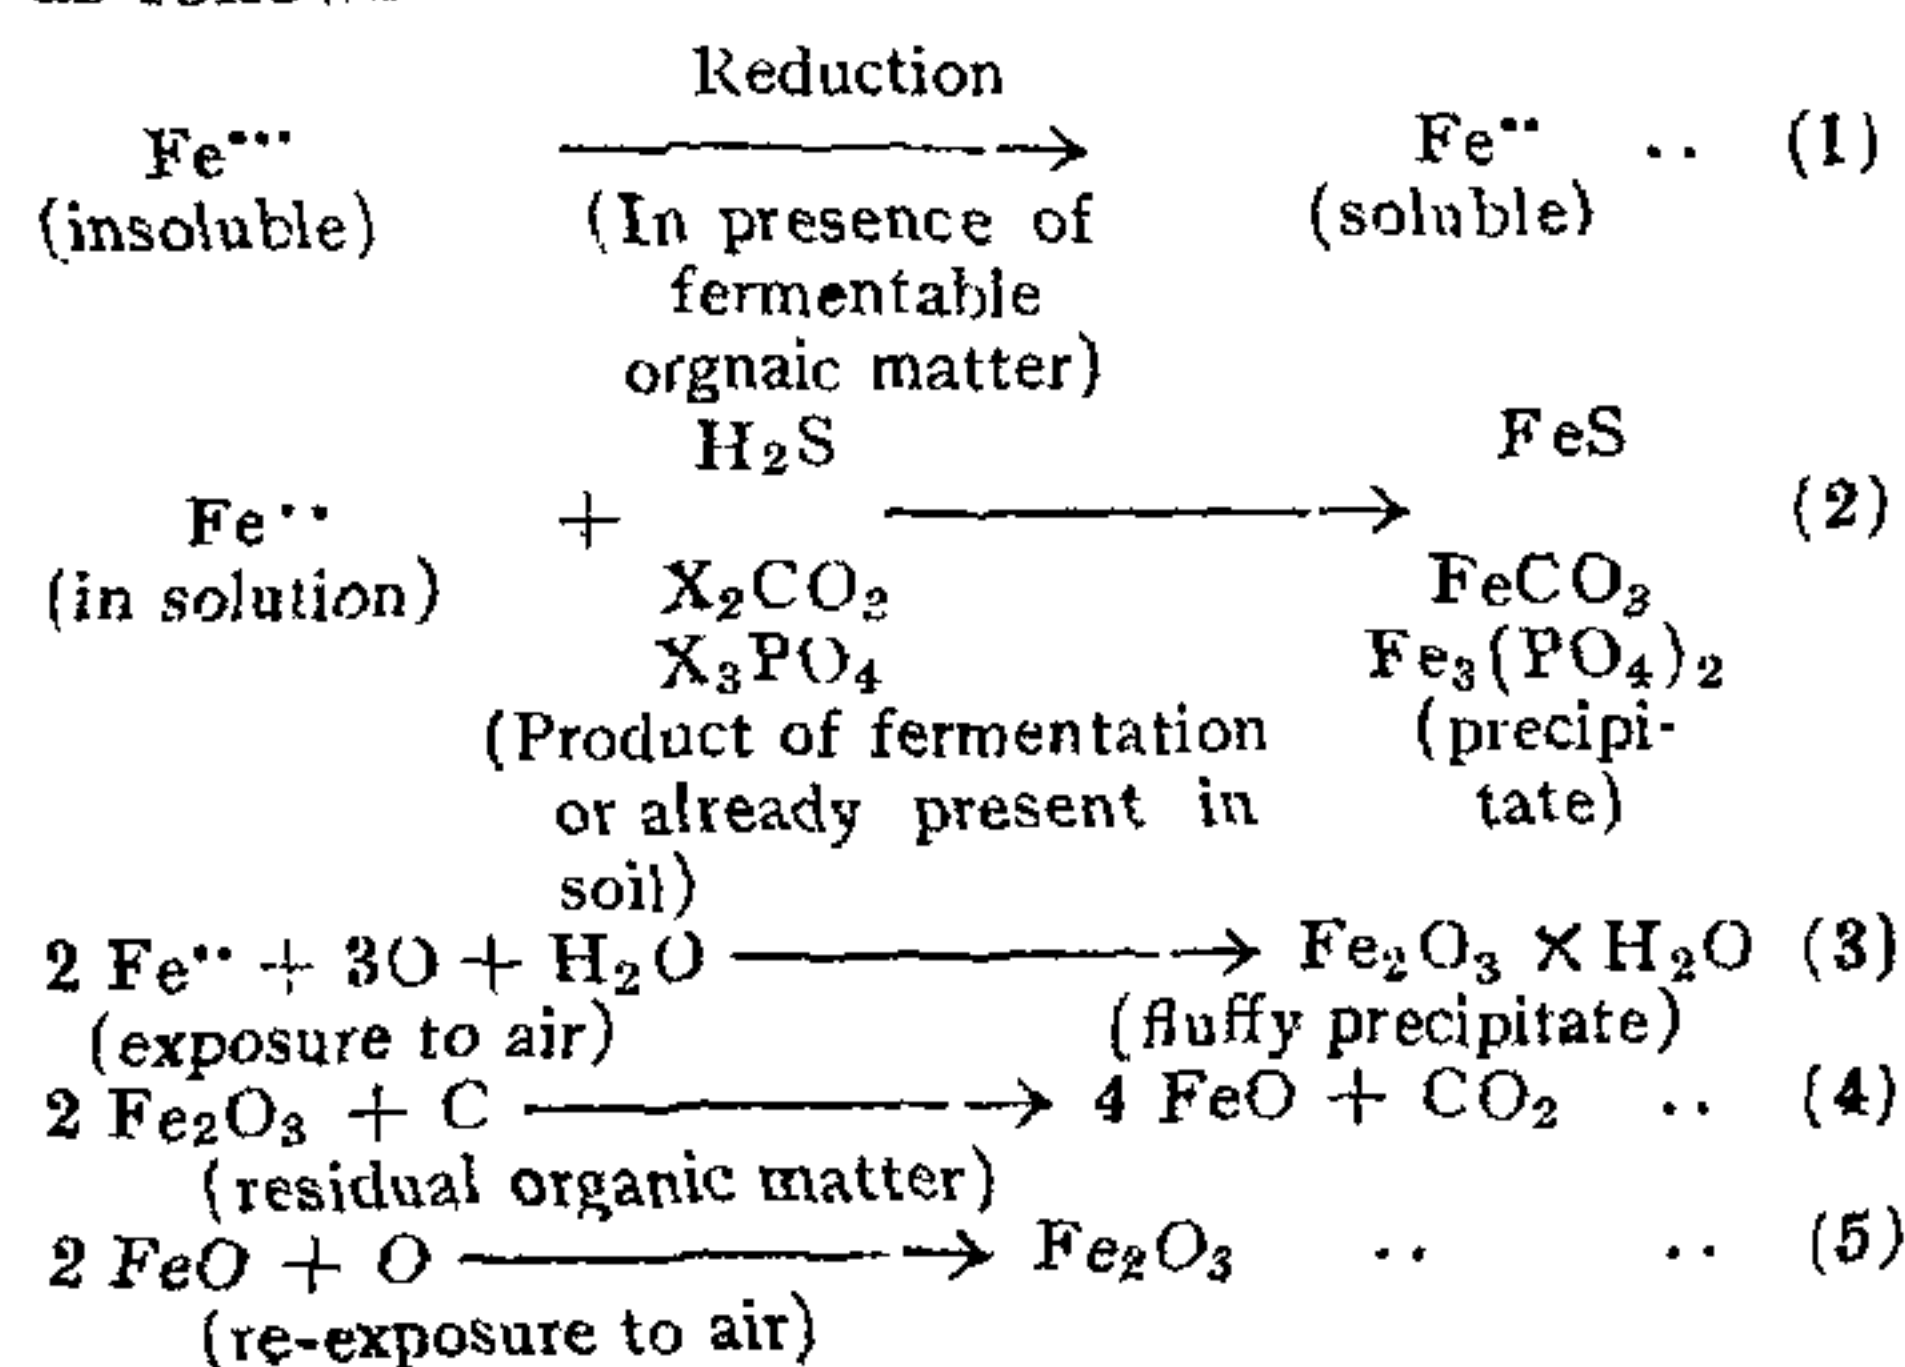 Reduction
Fe··· ⟶ Fe·· .. (1)
(insoluble) (In presence of (soluble)
fermentable
orgnaic matter)
H₂S FeS
Fe·· + ⟶ (2)
(in solution) X₂CO₂ FeCO₃
X₃PO₄ Fe₃(PO₄)₂
(Product of fermentation (precipi-
or already present in tate)
soil)
2 Fe·· + 3O + H₂O ⟶ Fe₂O₃ × H₂O (3)
(exposure to air) (fluffy precipitate)
2 Fe₂O₃ + C ⟶ 4 FeO + CO₂ .. (4)
(residual organic matter)
2 FeO + O ⟶ Fe₂O₃ .. .. (5)
(re-exposure to air)